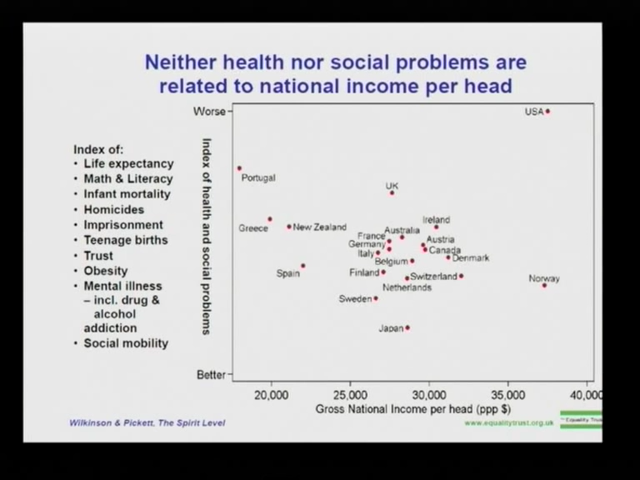 Neither health nor social problems are
related to national income per head
Index of:
• Life expectancy
• Math & Literacy
• Infant mortality
• Homicides
• Imprisonment
• Teenage births
• Trust
• Obesity
• Mental illness
– incl. drug &
alcohol
addiction
• Social mobility
Worse
Index of health and social problems
Better
USA
Portugal
UK
Greece
New Zealand
Ireland
Australia
France
Austria
Germany
Canada
Italy
Denmark
Belgium
Spain
Finland
Switzerland
Norway
Netherlands
Sweden
Japan
20,000 25,000 30,000 35,000 40,000
Gross National Income per head (ppp $)
Wilkinson & Pickett, The Spirit Level
www.equalitytrust.org.uk
Equality Trust